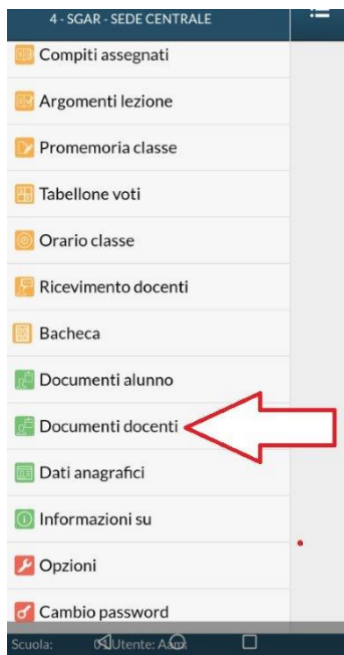 4 - SGAR - SEDE CENTRALE
Compiti assegnati
Argomenti lezione
Promemoria classe
Tabellone voti
Orario classe
Ricevimento docenti
Bacheca
Documenti alunno
Documenti docenti
Dati anagrafici
Informazioni su
Opzioni
Cambio password
Scuola: Utente: